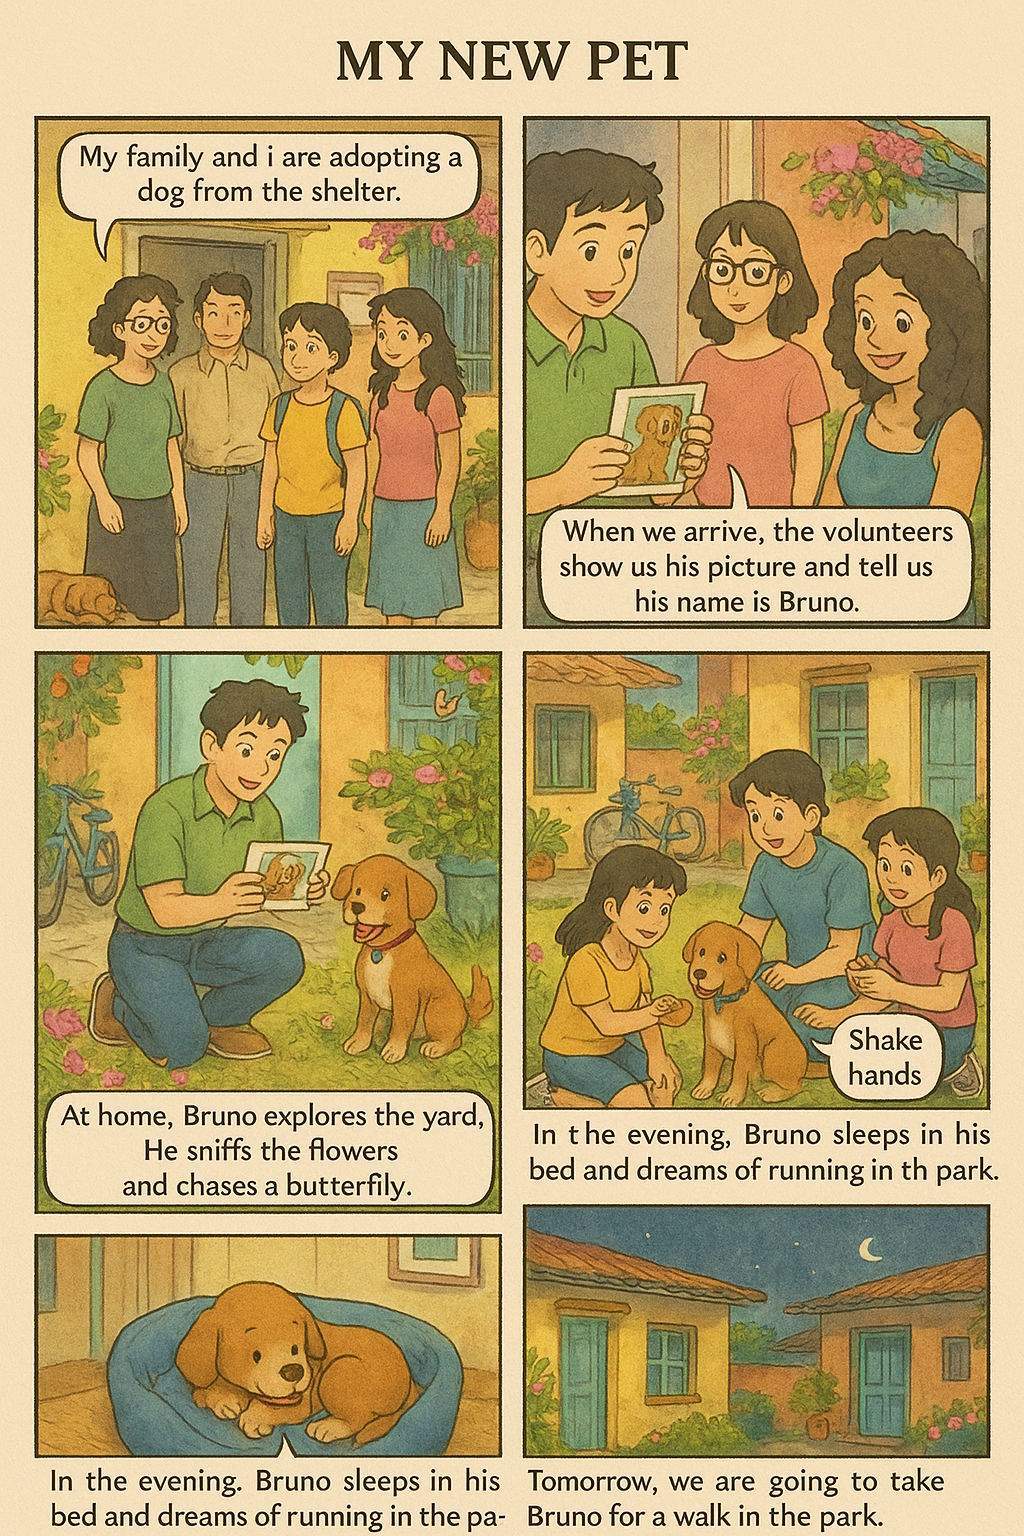 MY NEW PET
My family and i are adopting a
dog from the shelter.
When we arrive, the volunteers
show us his picture and tell us
his name is Bruno.
At home, Bruno explores the yard,
He sniffs the flowers
and chases a butterfily.
Shake
hands
In the evening, Bruno sleeps in his
bed and dreams of running in th park.
In the evening. Bruno sleeps in his
bed and dreams of running in the pa-
Tomorrow, we are going to take
Bruno for a walk in the park.